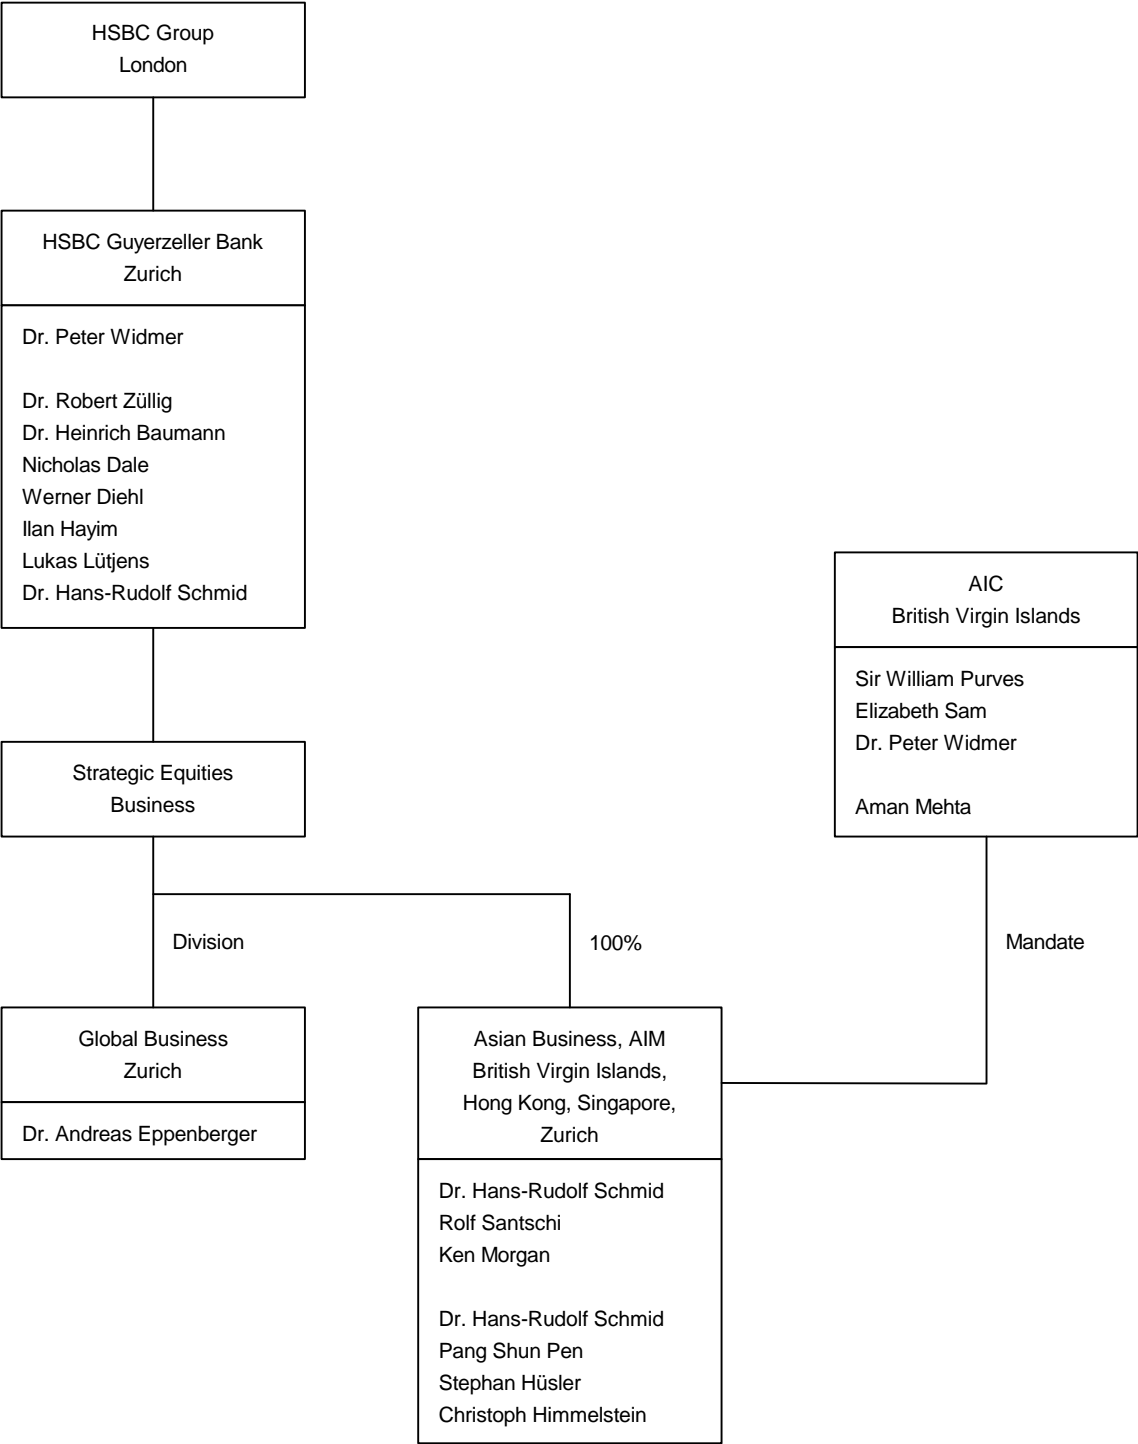 HSBC Group
London
HSBC Guyerzeller Bank
Zurich
Dr. Peter Widmer
Dr. Robert Züllig
Dr. Heinrich Baumann
Nicholas Dale
Werner Diehl
Ilan Hayim
Lukas Lütjens
Dr. Hans-Rudolf Schmid
AIC
British Virgin Islands
Sir William Purves
Elizabeth Sam
Dr. Peter Widmer
Aman Mehta
Strategic Equities
Business
Division
100%
Mandate
Global Business
Zurich
Dr. Andreas Eppenberger
Asian Business, AIM
British Virgin Islands,
Hong Kong, Singapore,
Zurich
Dr. Hans-Rudolf Schmid
Rolf Santschi
Ken Morgan
Dr. Hans-Rudolf Schmid
Pang Shun Pen
Stephan Hüsler
Christoph Himmelstein